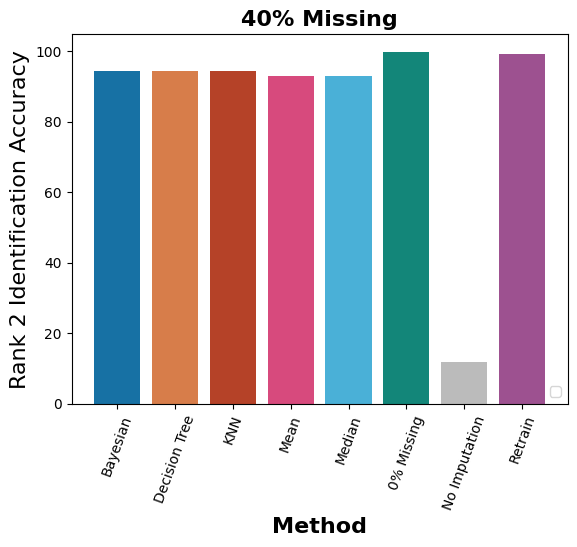 40% Missing
Rank 2 Identification Accuracy
100
80
60
40
20
0
Bayesian
Decision Tree
KNN
Mean
Median
0% Missing
No Imputation
Retrain
Method